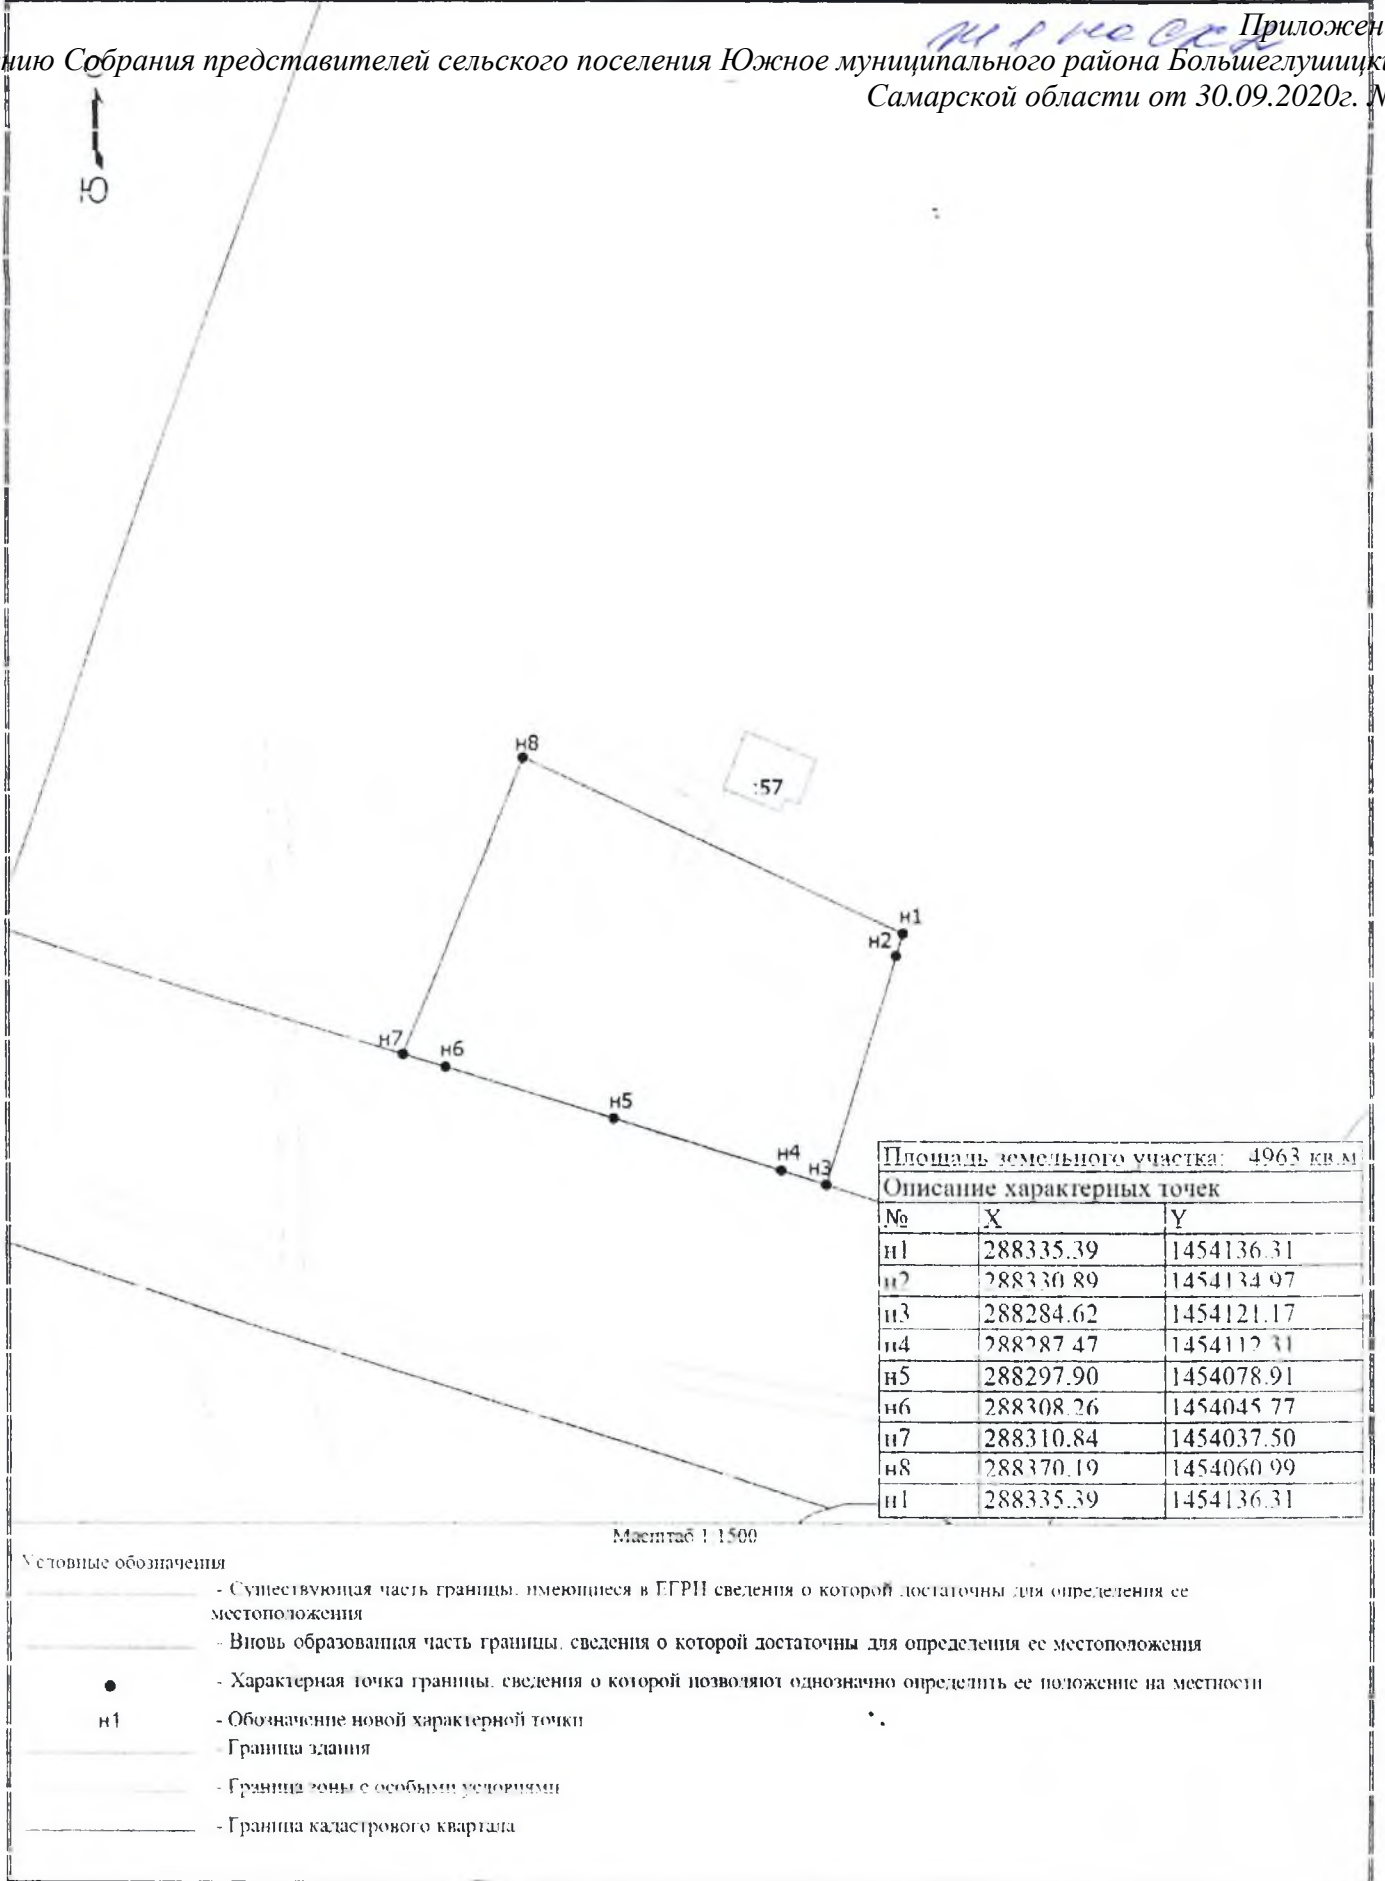 Приложен
нию Собрания представителей сельского поселения Южное муниципального района Большеглушицк
Самарской области от 30.09.2020г. №
н8
:57
н1
н2
н7
н6
н5
н4
н3
Площадь земельного участка: 4963 кв.м
Описание характерных точек
№ X Y
н1 288335.39 1454136.31
н2 288330.89 1454134.97
н3 288284.62 1454121.17
н4 288287.47 1454112.31
н5 288297.90 1454078.91
н6 288308.26 1454045.77
н7 288310.84 1454037.50
н8 288370.19 1454060.99
н1 288335.39 1454136.31
Масштаб 1:1500
Условные обозначения
- Существующая часть границы, имеющиеся в ЕГРН сведения о которой достаточны для определения ее
местоположения
- Вновь образованная часть границы, сведения о которой достаточны для определения ее местоположения
- Характерная точка границы, сведения о которой позволяют однозначно определить ее положение на местности
н1 - Обозначение новой характерной точки
- Граница здания
- Граница зоны с особыми условиями
- Граница кадастрового квартала